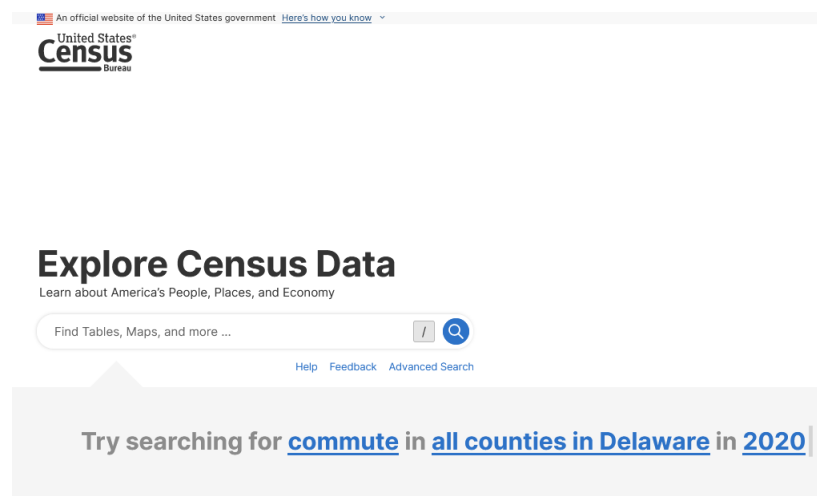 An official website of the United States government Here's how you know
United States®
Census
Bureau
Explore Census Data
Learn about America's People, Places, and Economy
Find Tables, Maps, and more ... /
Help Feedback Advanced Search
Try searching for commute in all counties in Delaware in 2020